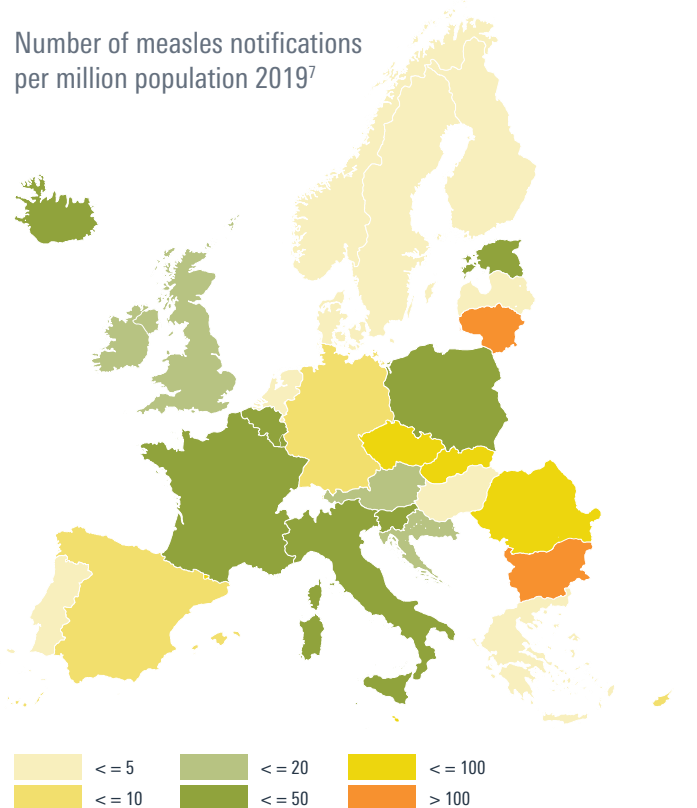 Number of measles notifications
per million population 2019⁷
< = 5
< = 20
< = 100
< = 10
< = 50
> 100